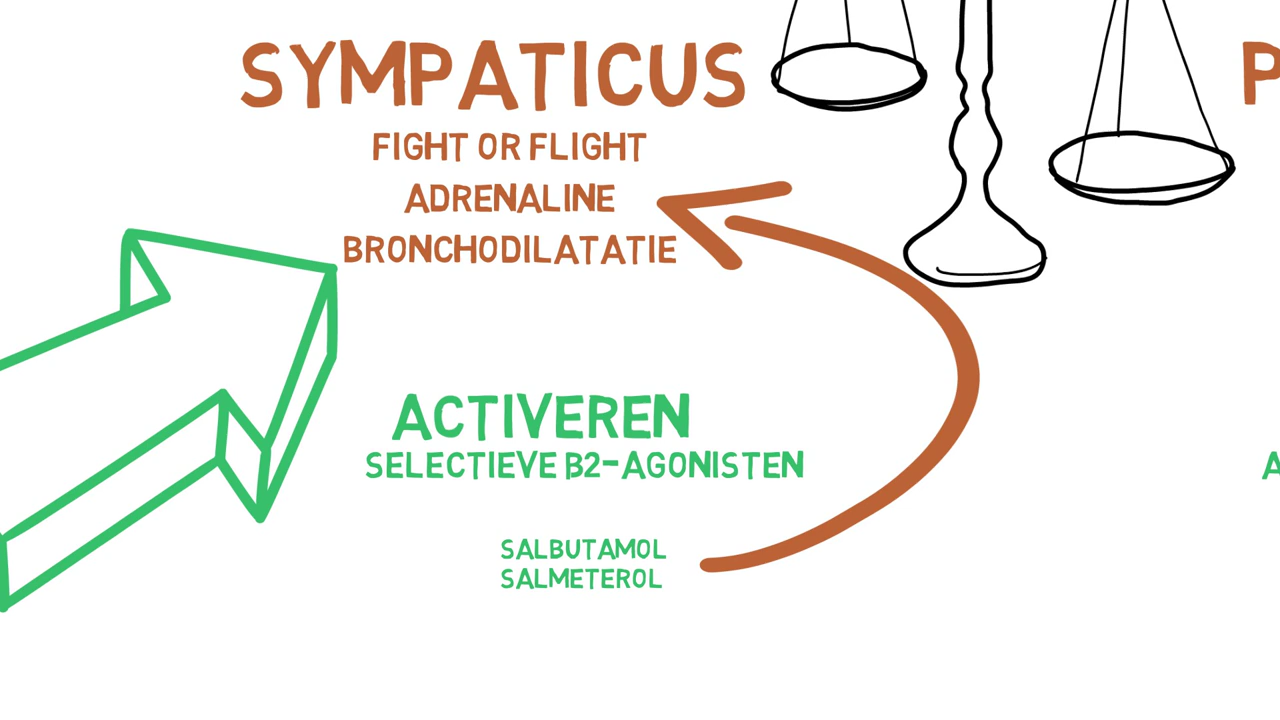 SYMPATICUS
FIGHT OR FLIGHT
ADRENALINE
BRONCHODILATATIE
ACTIVEREN
SELECTIEVE B2-AGONISTEN
SALBUTAMOL
SALMETEROL
P
A